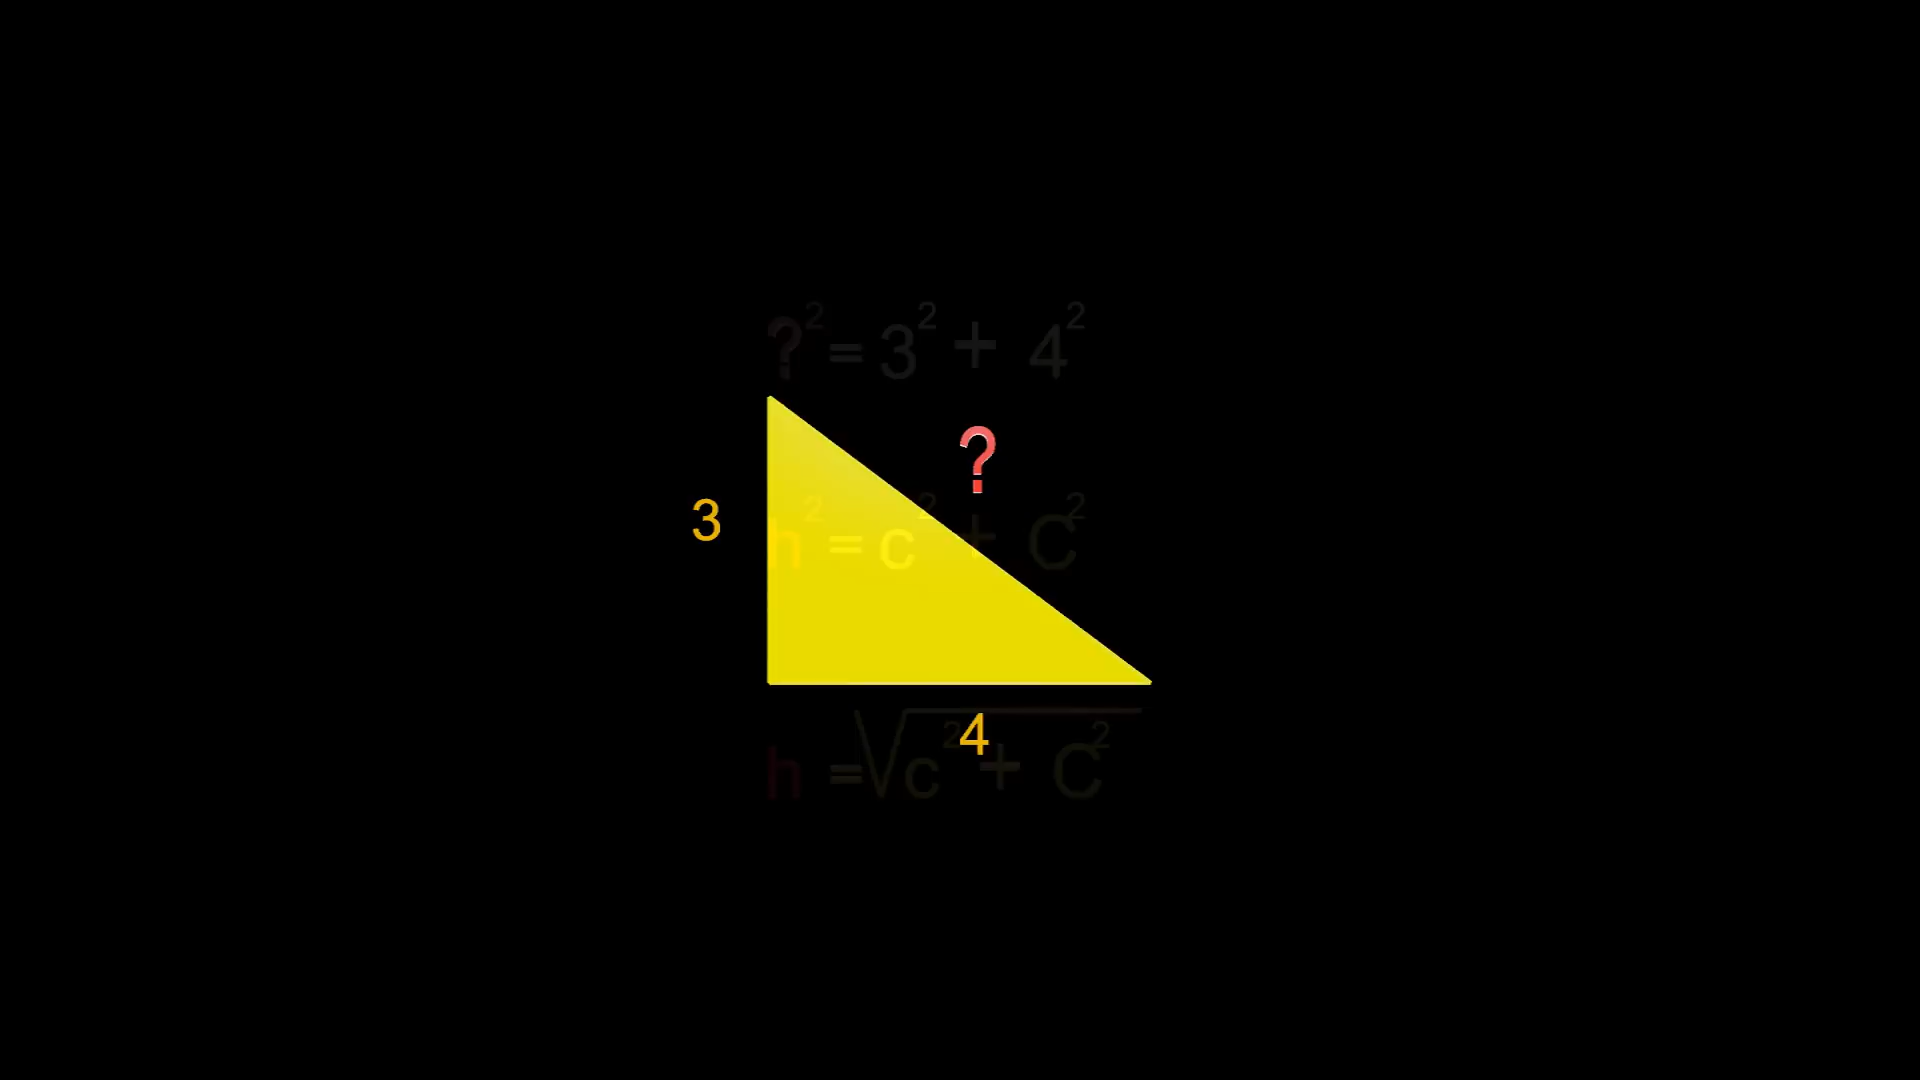 ?² = 3² + 4²
?
3
h² = c² + C²
4
h = √c² + C²